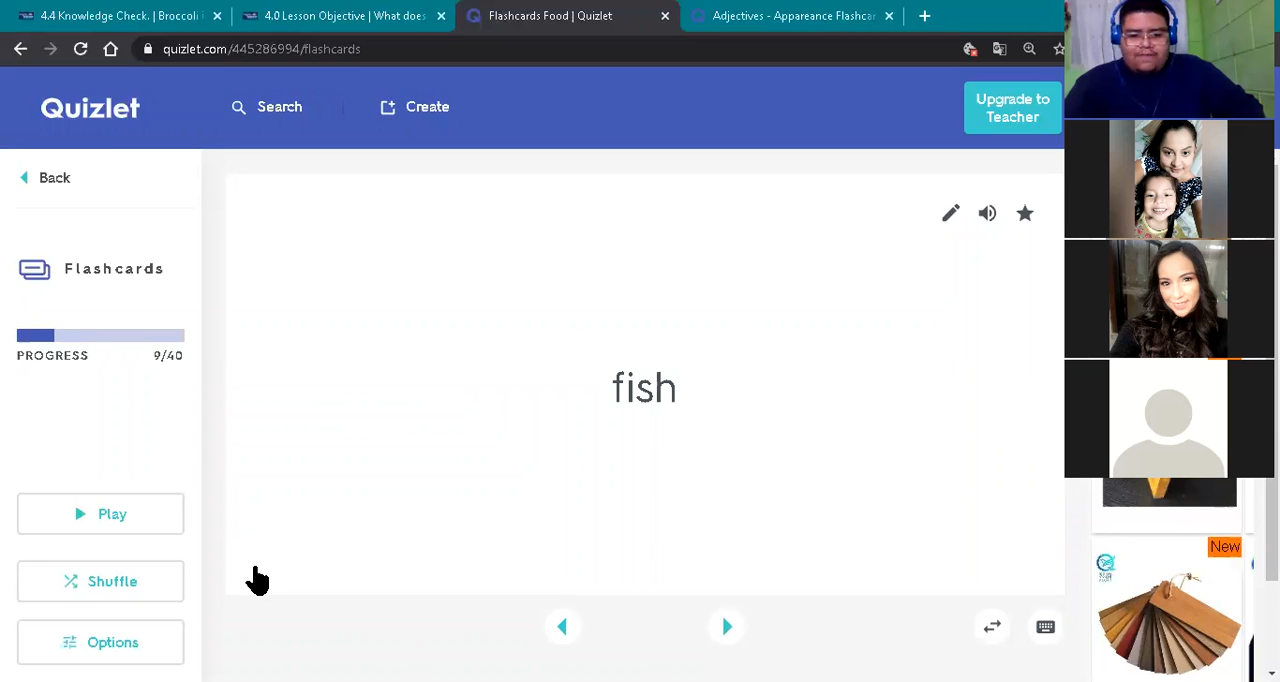 4.4 Knowledge Check. | Broccoli i
4.0 Lesson Objective | What does
Flashcards Food | Quizlet
Adjectives - Appareance Flashcar
quizlet.com/445286994/flashcards
Quizlet
Search
Create
Upgrade to
Teacher
Back
Flashcards
PROGRESS 9/40
fish
Play
Shuffle
Options
New